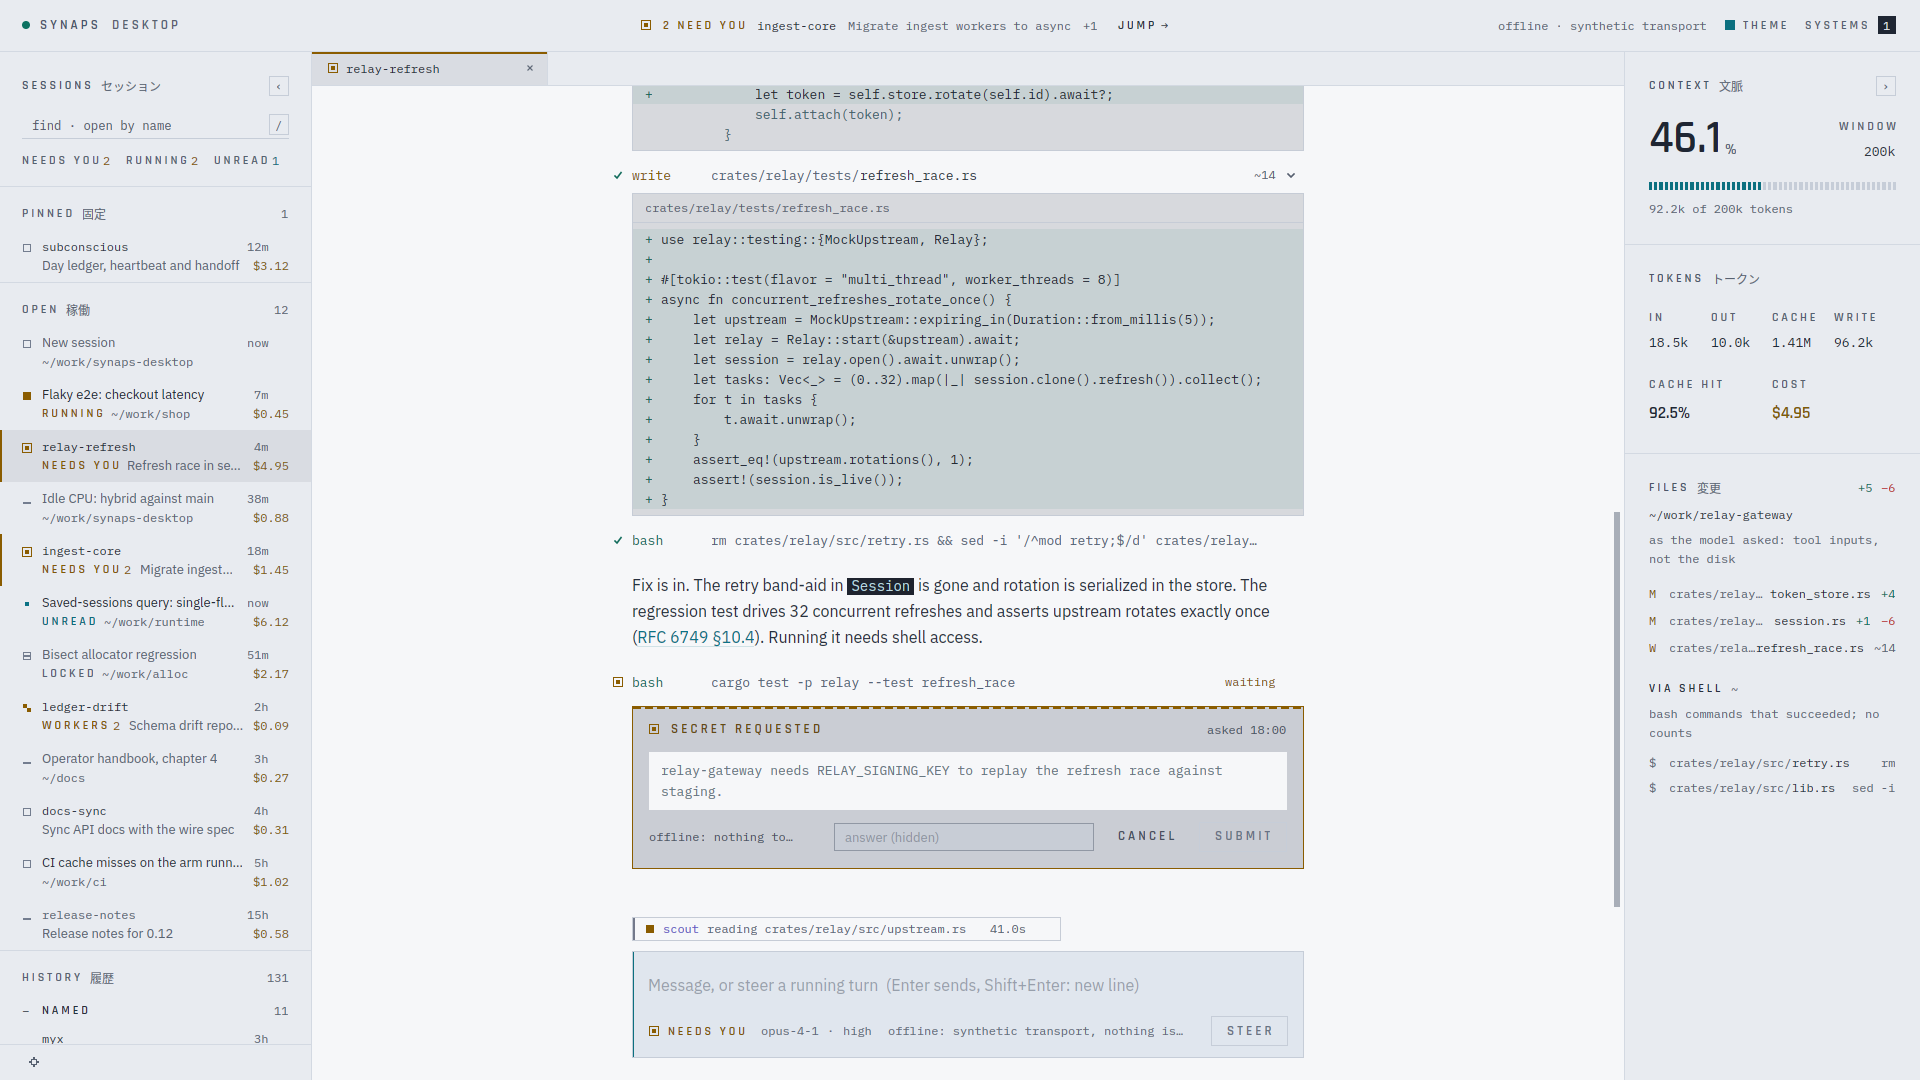 SYNAPS DESKTOP
2 NEED YOU ingest-core Migrate ingest workers to async +1 JUMP →
offline · synthetic transport THEME SYSTEMS 1
SESSIONS セッション ‹
find · open by name /
NEEDS YOU 2 RUNNING 2 UNREAD 1
PINNED 固定 1
subconscious 12m
Day ledger, heartbeat and handoff $3.12
OPEN 稼働 12
New session now
~/work/synaps-desktop
Flaky e2e: checkout latency 7m
RUNNING ~/work/shop $0.45
relay-refresh 4m
NEEDS YOU Refresh race in se… $4.95
Idle CPU: hybrid against main 38m
~/work/synaps-desktop $0.88
ingest-core 18m
NEEDS YOU 2 Migrate ingest… $1.45
Saved-sessions query: single-fl… now
UNREAD ~/work/runtime $6.12
Bisect allocator regression 51m
LOCKED ~/work/alloc $2.17
ledger-drift 2h
WORKERS 2 Schema drift repo… $0.09
Operator handbook, chapter 4 3h
~/docs $0.27
docs-sync 4h
Sync API docs with the wire spec $0.31
CI cache misses on the arm runn… 5h
~/work/ci $1.02
release-notes 15h
Release notes for 0.12 $0.58
HISTORY 履歴 131
– NAMED 11
myx 3h
relay-refresh ×
+ let token = self.store.rotate(self.id).await?;
self.attach(token);
}
write crates/relay/tests/refresh_race.rs ~14
crates/relay/tests/refresh_race.rs
+ use relay::testing::{MockUpstream, Relay};
+
+ #[tokio::test(flavor = "multi_thread", worker_threads = 8)]
+ async fn concurrent_refreshes_rotate_once() {
+ let upstream = MockUpstream::expiring_in(Duration::from_millis(5));
+ let relay = Relay::start(&upstream).await;
+ let session = relay.open().await.unwrap();
+ let tasks: Vec<_> = (0..32).map(|_| session.clone().refresh()).collect();
+ for t in tasks {
+ t.await.unwrap();
+ }
+ assert_eq!(upstream.rotations(), 1);
+ assert!(session.is_live());
+ }
bash rm crates/relay/src/retry.rs && sed -i '/^mod retry;$/d' crates/relay…
Fix is in. The retry band-aid in Session is gone and rotation is serialized in the store. The
regression test drives 32 concurrent refreshes and asserts upstream rotates exactly once
(RFC 6749 §10.4). Running it needs shell access.
bash cargo test -p relay --test refresh_race waiting
SECRET REQUESTED asked 18:00
relay-gateway needs RELAY_SIGNING_KEY to replay the refresh race against
staging.
offline: nothing to… answer (hidden) CANCEL SUBMIT
scout reading crates/relay/src/upstream.rs 41.0s
Message, or steer a running turn (Enter sends, Shift+Enter: new line)
NEEDS YOU opus-4-1 · high offline: synthetic transport, nothing is… STEER
CONTEXT 文脈 ›
46.1% WINDOW
200k
92.2k of 200k tokens
TOKENS トークン
IN OUT CACHE WRITE
18.5k 10.0k 1.41M 96.2k
CACHE HIT COST
92.5% $4.95
FILES 変更 +5 −6
~/work/relay-gateway
as the model asked: tool inputs,
not the disk
M crates/relay… token_store.rs +4
M crates/relay… session.rs +1 −6
W crates/rela…refresh_race.rs ~14
VIA SHELL ~
bash commands that succeeded; no
counts
$ crates/relay/src/retry.rs rm
$ crates/relay/src/lib.rs sed -i